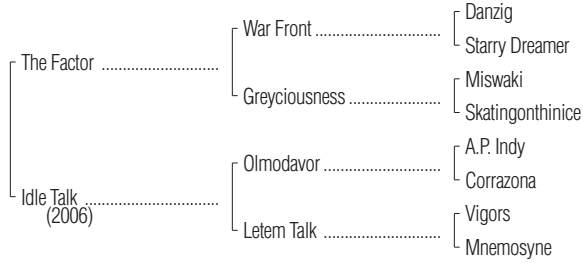 Danzig
War Front
Starry Dreamer
The Factor
Miswaki
Greyciousness
Skatingonthinice
A.P. Indy
Olmodavor
Corrazona
Idle Talk
(2006)
Vigors
Letem Talk
Mnemosyne